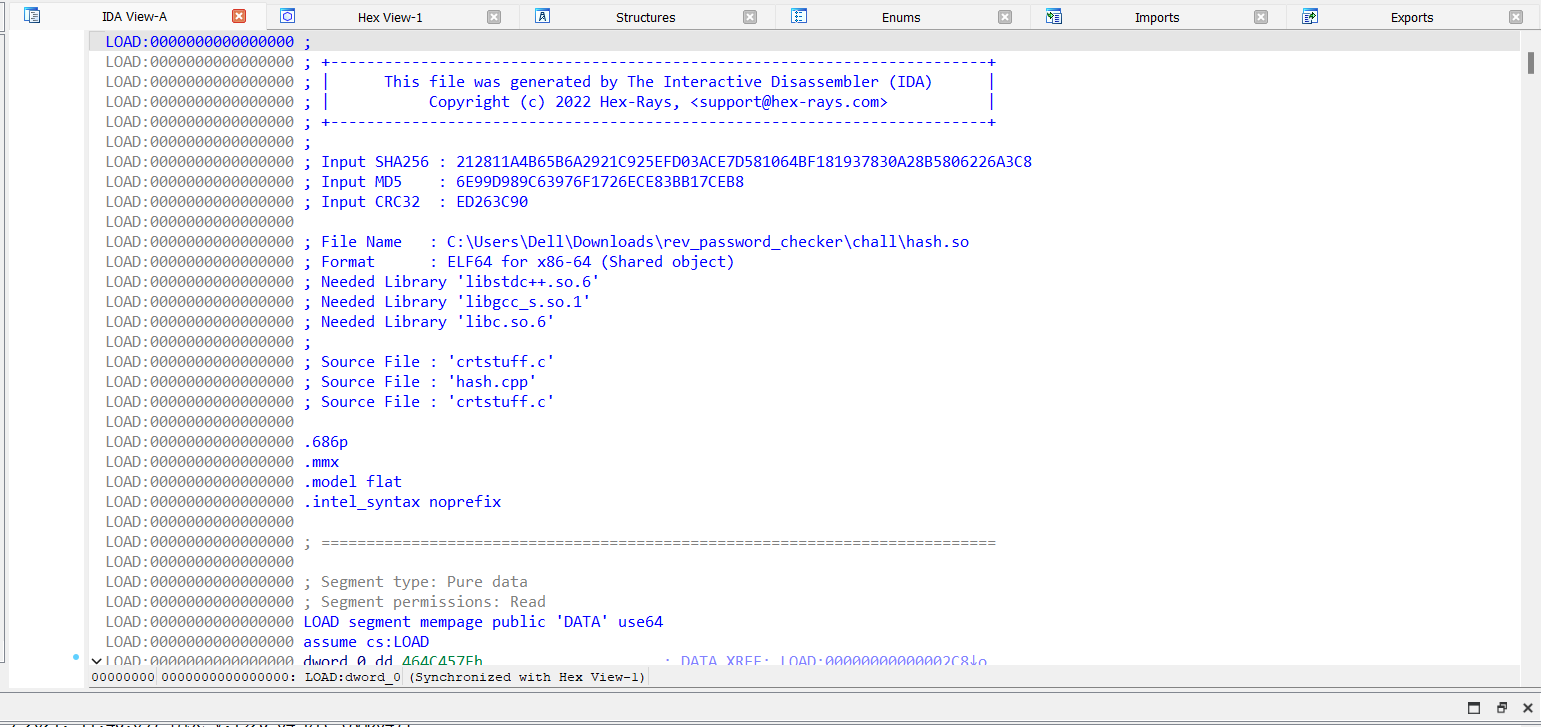 IDA View-A Hex View-1 Structures Enums Imports Exports
LOAD:0000000000000000 ;
LOAD:0000000000000000 ; +-------------------------------------------------------------------------+
LOAD:0000000000000000 ; |      This file was generated by The Interactive Disassembler (IDA)      |
LOAD:0000000000000000 ; |           Copyright (c) 2022 Hex-Rays, <support@hex-rays.com>           |
LOAD:0000000000000000 ; +-------------------------------------------------------------------------+
LOAD:0000000000000000 ;
LOAD:0000000000000000 ; Input SHA256 : 212811A4B65B6A2921C925EFD03ACE7D581064BF181937830A28B5806226A3C8
LOAD:0000000000000000 ; Input MD5    : 6E99D989C63976F1726ECE83BB17CEB8
LOAD:0000000000000000 ; Input CRC32  : ED263C90
LOAD:0000000000000000
LOAD:0000000000000000 ; File Name   : C:\Users\Dell\Downloads\rev_password_checker\chall\hash.so
LOAD:0000000000000000 ; Format      : ELF64 for x86-64 (Shared object)
LOAD:0000000000000000 ; Needed Library 'libstdc++.so.6'
LOAD:0000000000000000 ; Needed Library 'libgcc_s.so.1'
LOAD:0000000000000000 ; Needed Library 'libc.so.6'
LOAD:0000000000000000 ;
LOAD:0000000000000000 ; Source File : 'crtstuff.c'
LOAD:0000000000000000 ; Source File : 'hash.cpp'
LOAD:0000000000000000 ; Source File : 'crtstuff.c'
LOAD:0000000000000000
LOAD:0000000000000000 .686p
LOAD:0000000000000000 .mmx
LOAD:0000000000000000 .model flat
LOAD:0000000000000000 .intel_syntax noprefix
LOAD:0000000000000000
LOAD:0000000000000000 ; ===========================================================================
LOAD:0000000000000000
LOAD:0000000000000000 ; Segment type: Pure data
LOAD:0000000000000000 ; Segment permissions: Read
LOAD:0000000000000000 LOAD segment mempage public 'DATA' use64
LOAD:0000000000000000 assume cs:LOAD
LOAD:0000000000000000 dword_0 dd 464C457Fh ; DATA XREF: LOAD:00000000000002C8↓o
00000000 0000000000000000: LOAD:dword_0 (Synchronized with Hex View-1)